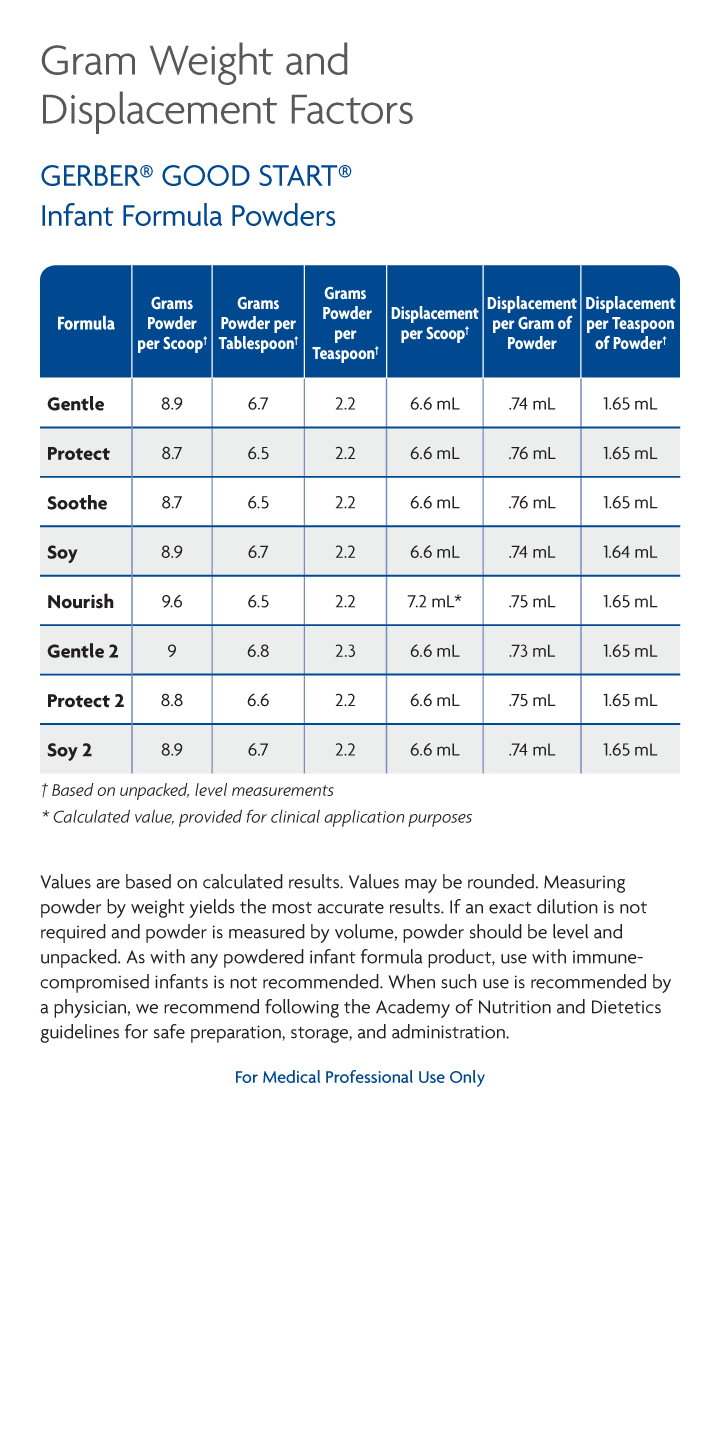 Gram Weight and
Displacement Factors
GERBER® GOOD START®
Infant Formula Powders
Formula | Grams Powder per Scoop† | Grams Powder per Tablespoon† | Grams Powder per Teaspoon† | Displacement per Scoop† | Displacement per Gram of Powder | Displacement per Teaspoon of Powder†
Gentle 8.9 6.7 2.2 6.6 mL .74 mL 1.65 mL
Protect 8.7 6.5 2.2 6.6 mL .76 mL 1.65 mL
Soothe 8.7 6.5 2.2 6.6 mL .76 mL 1.65 mL
Soy 8.9 6.7 2.2 6.6 mL .74 mL 1.64 mL
Nourish 9.6 6.5 2.2 7.2 mL* .75 mL 1.65 mL
Gentle 2 9 6.8 2.3 6.6 mL .73 mL 1.65 mL
Protect 2 8.8 6.6 2.2 6.6 mL .75 mL 1.65 mL
Soy 2 8.9 6.7 2.2 6.6 mL .74 mL 1.65 mL
† Based on unpacked, level measurements
* Calculated value, provided for clinical application purposes
Values are based on calculated results. Values may be rounded. Measuring
powder by weight yields the most accurate results. If an exact dilution is not
required and powder is measured by volume, powder should be level and
unpacked. As with any powdered infant formula product, use with immune-
compromised infants is not recommended. When such use is recommended by
a physician, we recommend following the Academy of Nutrition and Dietetics
guidelines for safe preparation, storage, and administration.
For Medical Professional Use Only